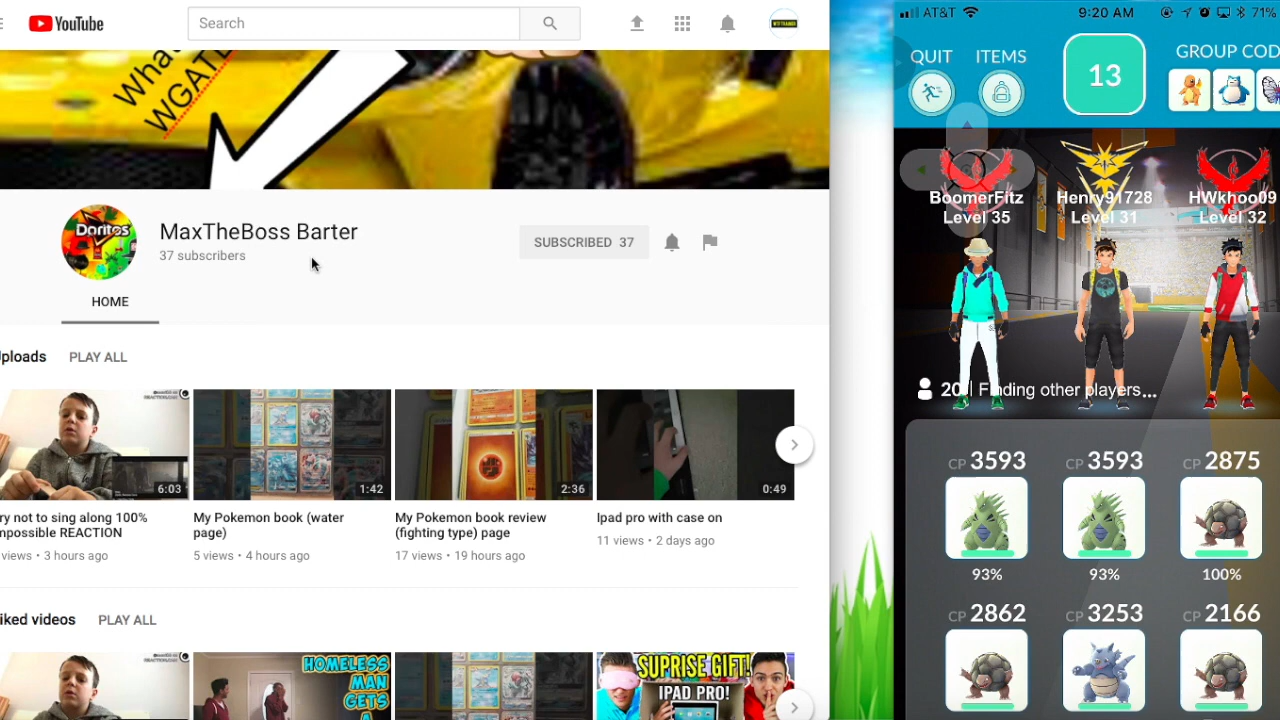 YouTube
Search
WGAT
Doritos
MaxTheBoss Barter
37 subscribers
SUBSCRIBED 37
HOME
ploads PLAY ALL
6:03
1:42
2:36
0:49
ry not to sing along 100%
mpossible REACTION
views • 3 hours ago
My Pokemon book (water
page)
5 views • 4 hours ago
My Pokemon book review
(fighting type) page
17 views • 19 hours ago
Ipad pro with case on
11 views • 2 days ago
iked videos PLAY ALL
HOMELESS
MAN
GETS
A
SUPRISE GIFT!
IPAD PRO!
AT&T
9:20 AM
71%
QUIT
ITEMS
13
GROUP COD
BoomerFitz
Level 35
Henry91728
Level 31
HWkhoo09
Level 32
20 | Finding other players...
CP 3593
CP 3593
CP 2875
93%
93%
100%
CP 2862
CP 3253
CP 2166